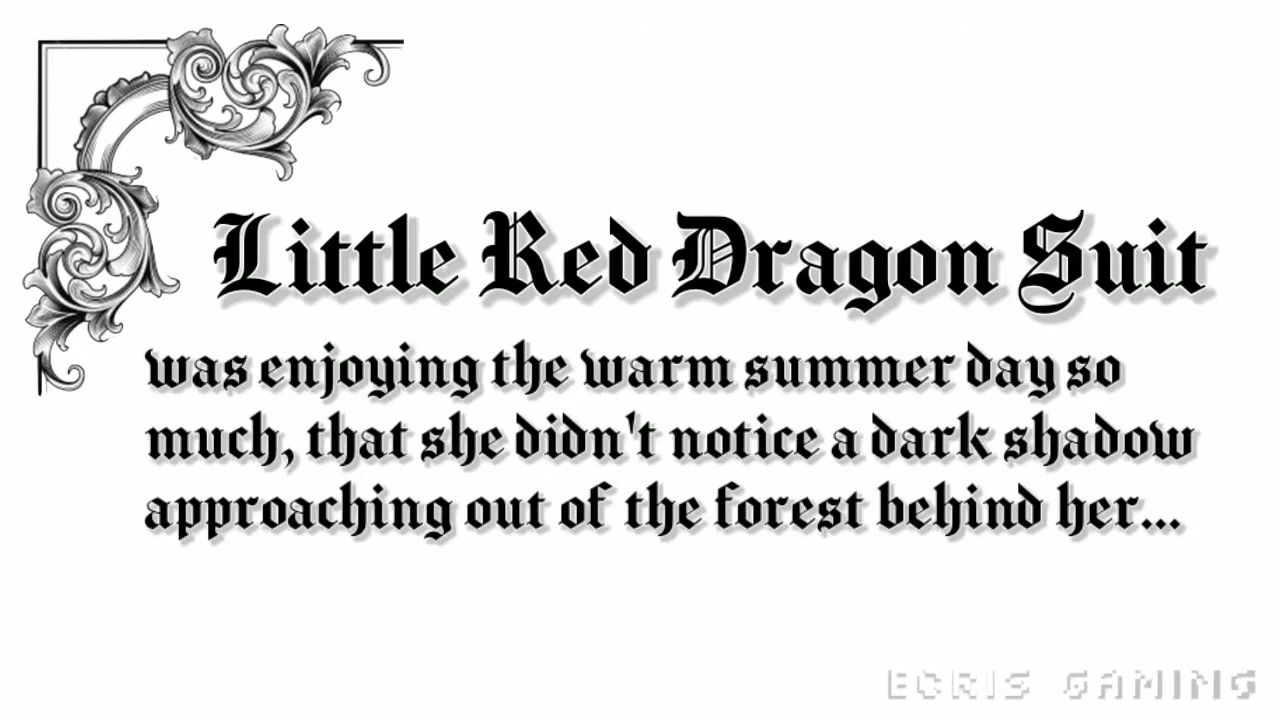 Little Red Dragon Suit
was enjoying the warm summer day so
much, that she didn't notice a dark shadow
approaching out of the forest behind her...
GAMING